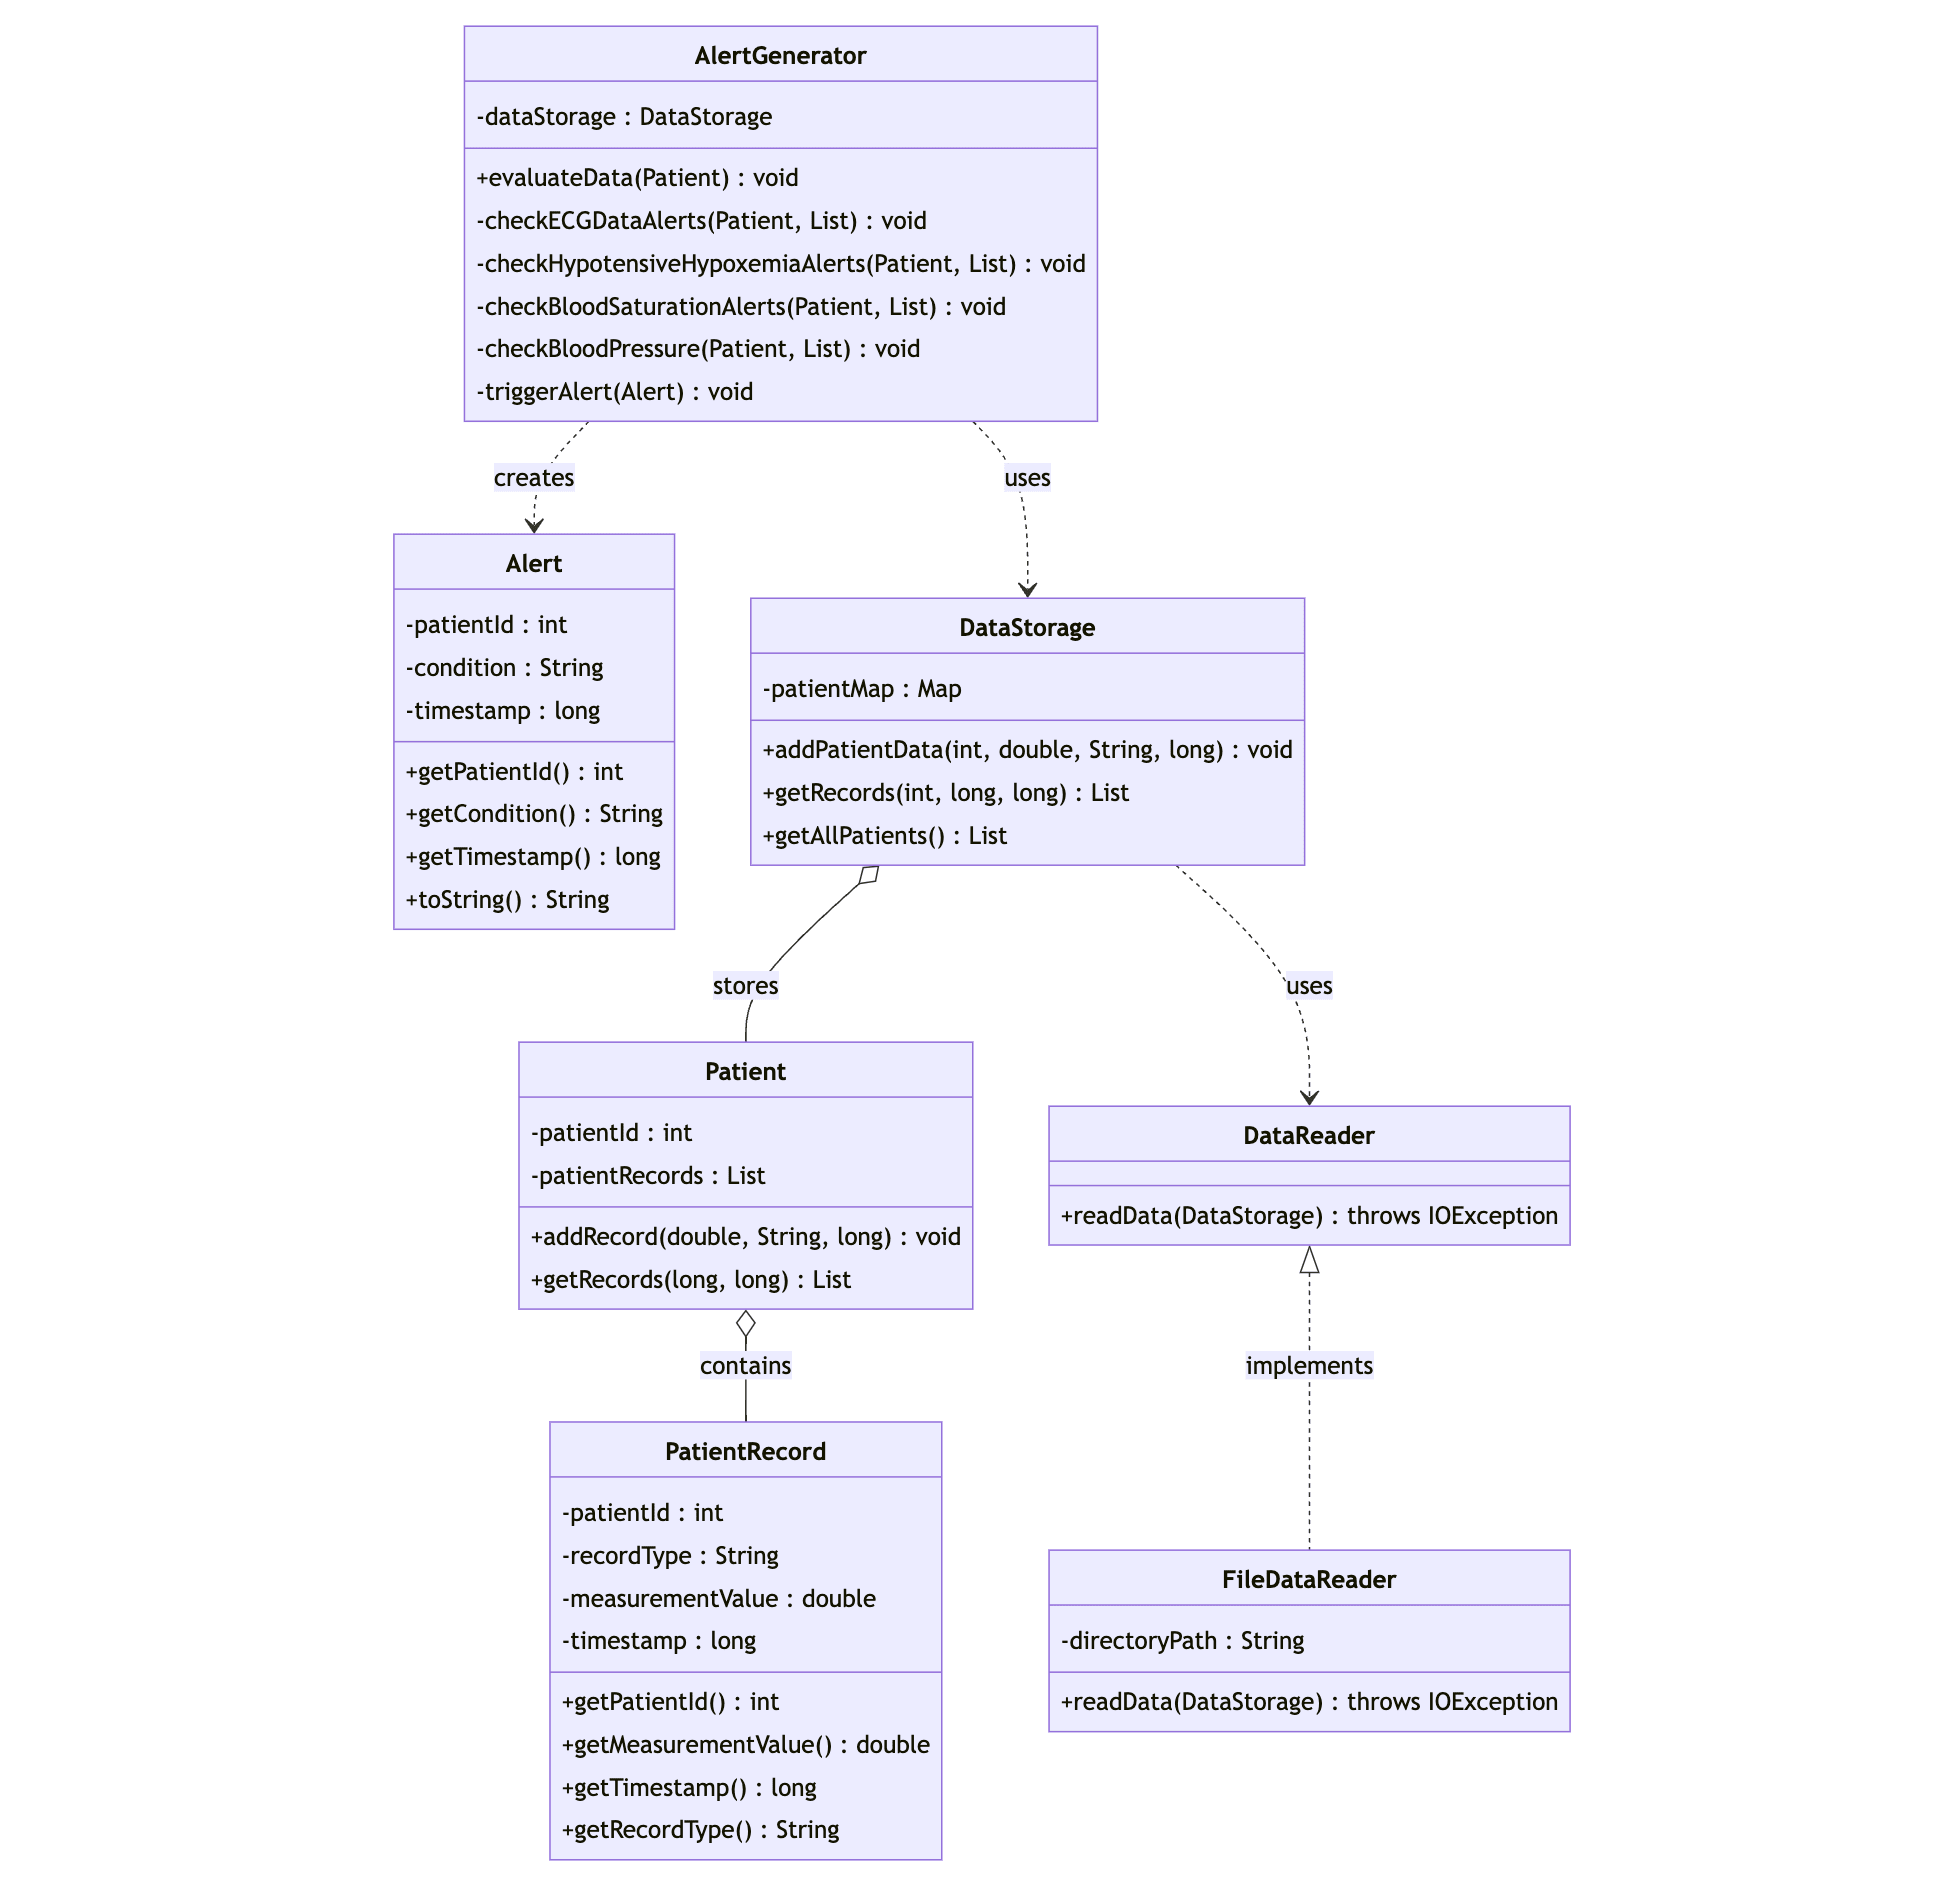 AlertGenerator
-dataStorage : DataStorage
+evaluateData(Patient) : void
-checkECGDataAlerts(Patient, List) : void
-checkHypotensiveHypoxemiaAlerts(Patient, List) : void
-checkBloodSaturationAlerts(Patient, List) : void
-checkBloodPressure(Patient, List) : void
-triggerAlert(Alert) : void
creates
uses
Alert
-patientId : int
-condition : String
-timestamp : long
+getPatientId() : int
+getCondition() : String
+getTimestamp() : long
+toString() : String
DataStorage
-patientMap : Map
+addPatientData(int, double, String, long) : void
+getRecords(int, long, long) : List
+getAllPatients() : List
stores
uses
Patient
-patientId : int
-patientRecords : List
+addRecord(double, String, long) : void
+getRecords(long, long) : List
DataReader
+readData(DataStorage) : throws IOException
contains
implements
PatientRecord
-patientId : int
-recordType : String
-measurementValue : double
-timestamp : long
+getPatientId() : int
+getMeasurementValue() : double
+getTimestamp() : long
+getRecordType() : String
FileDataReader
-directoryPath : String
+readData(DataStorage) : throws IOException